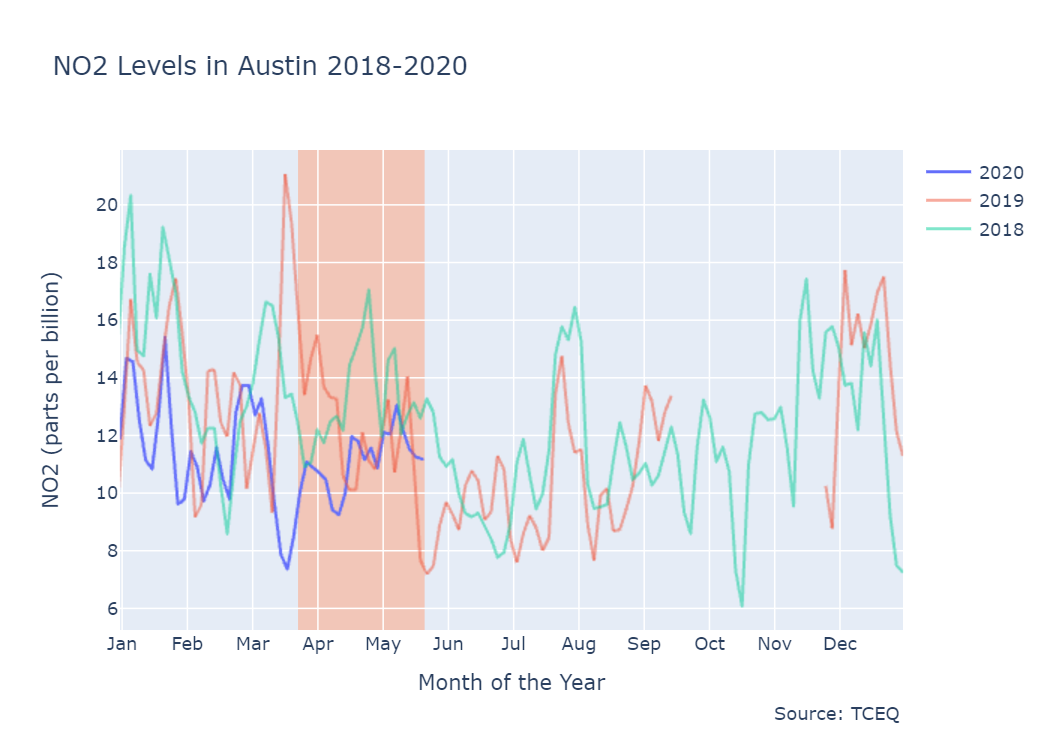 NO2 Levels in Austin 2018-2020
2020
2019
2018
NO2 (parts per billion)
20
18
16
14
12
10
8
6
Jan Feb Mar Apr May Jun Jul Aug Sep Oct Nov Dec
Month of the Year
Source: TCEQ